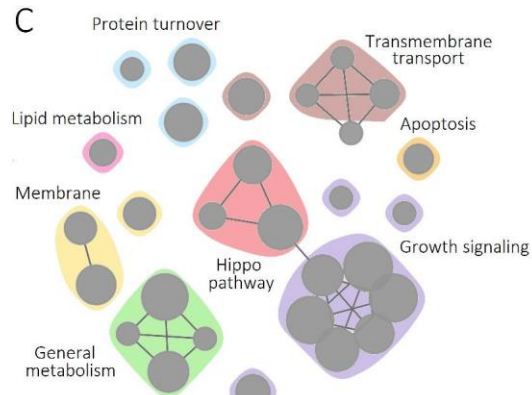 C
Protein turnover
Transmembrane
transport
Lipid metabolism
Apoptosis
Membrane
Growth signaling
Hippo
pathway
General
metabolism